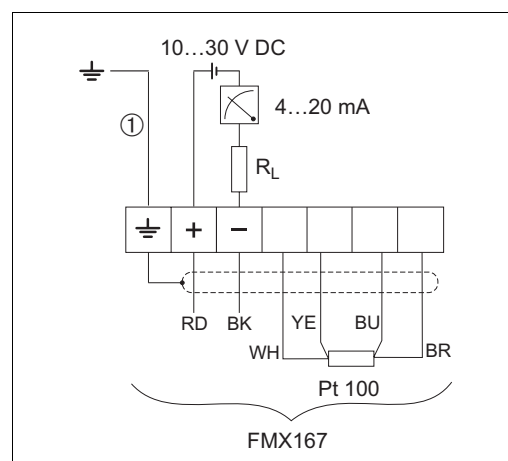 10...30 V DC
4...20 mA
①
R_L
+ −
RD BK YE BU
WH BR
Pt 100
FMX167